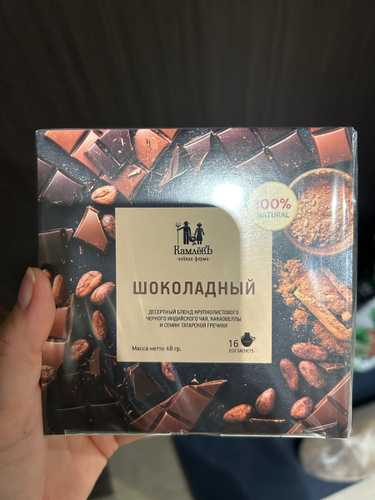 100%
NATURAL
КАМЛЁКЪ
·чайная ферма·
ШОКОЛАДНЫЙ
ДЕСЕРТНЫЙ БЛЕНД КРУПНОЛИСТОВОГО
ЧЕРНОГО ИНДИЙСКОГО ЧАЯ, КАКАОВЕЛЛЫ
И СЕМЯН ТАТАРСКОЙ ГРЕЧИХИ
Масса нетто 48 гр.
16
ECO SACHETS